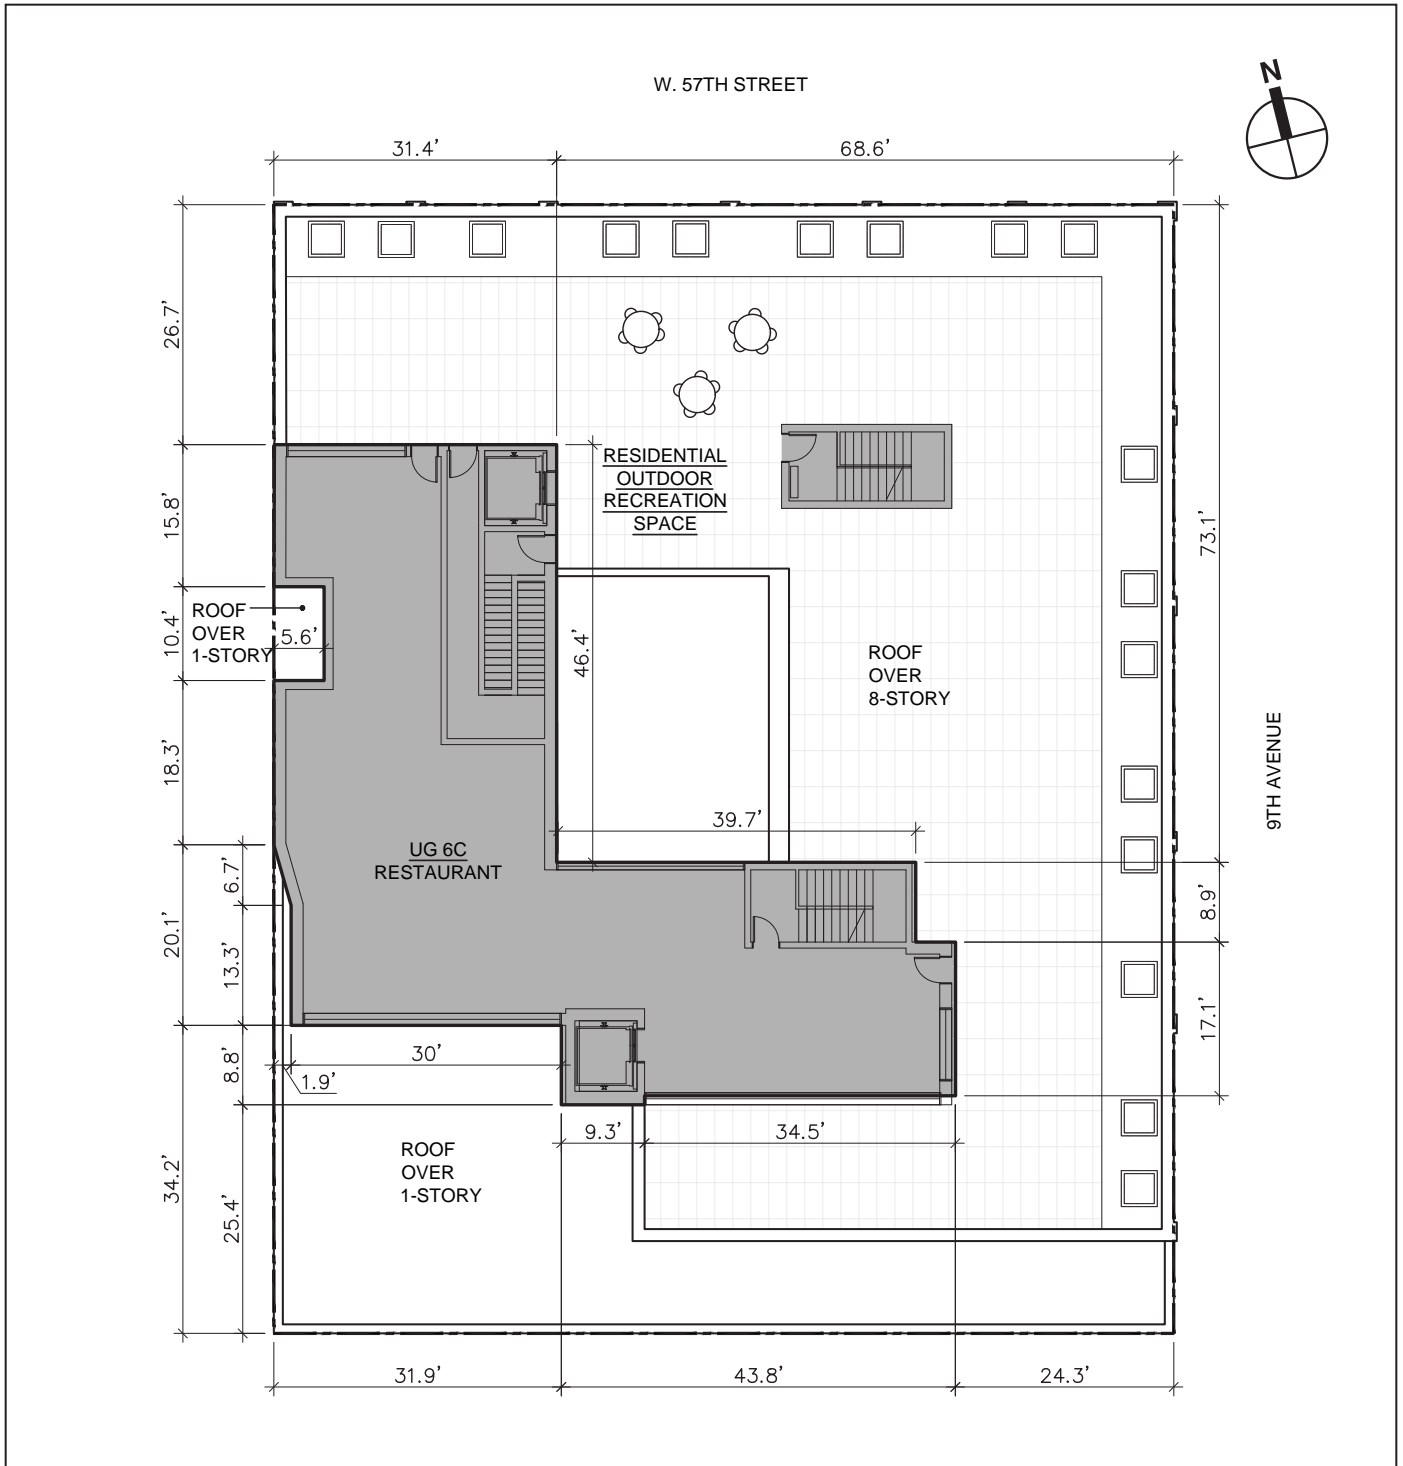 W. 57TH STREET
N
31.4’
68.6’
26.7’
15.8’
10.4’
18.3’
20.1’
34.2’
6.7’
13.3’
8.8’
25.4’
RESIDENTIAL
OUTDOOR
RECREATION
SPACE
ROOF
OVER
1-STORY
5.6’
46.4’
ROOF
OVER
8-STORY
73.1’
9TH AVENUE
39.7’
UG 6C
RESTAURANT
8.9’
17.1’
30’
1.9’
9.3’
34.5’
ROOF
OVER
1-STORY
31.9’
43.8’
24.3’